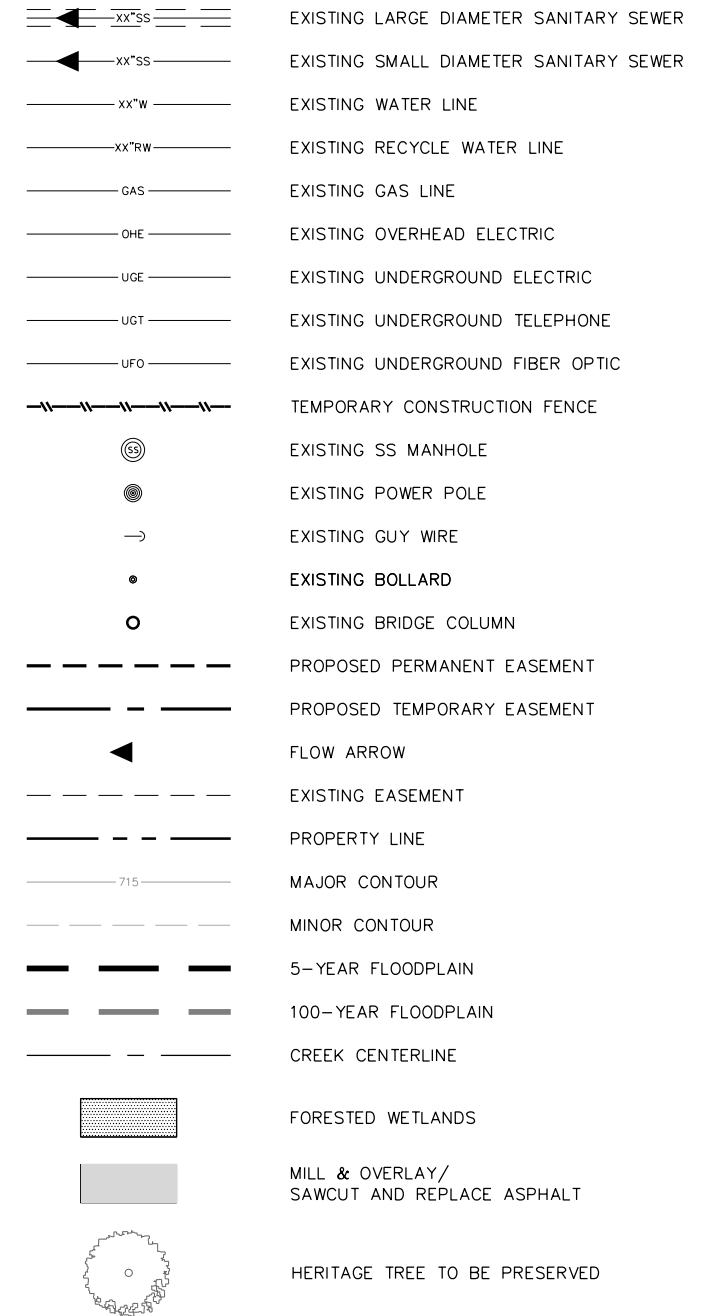 XX"SS EXISTING LARGE DIAMETER SANITARY SEWER
XX"SS EXISTING SMALL DIAMETER SANITARY SEWER
XX"W EXISTING WATER LINE
XX"RW EXISTING RECYCLE WATER LINE
GAS EXISTING GAS LINE
OHE EXISTING OVERHEAD ELECTRIC
UGE EXISTING UNDERGROUND ELECTRIC
UGT EXISTING UNDERGROUND TELEPHONE
UFO EXISTING UNDERGROUND FIBER OPTIC
TEMPORARY CONSTRUCTION FENCE
SS EXISTING SS MANHOLE
EXISTING POWER POLE
EXISTING GUY WIRE
EXISTING BOLLARD
EXISTING BRIDGE COLUMN
PROPOSED PERMANENT EASEMENT
PROPOSED TEMPORARY EASEMENT
FLOW ARROW
EXISTING EASEMENT
PROPERTY LINE
715 MAJOR CONTOUR
MINOR CONTOUR
5-YEAR FLOODPLAIN
100-YEAR FLOODPLAIN
CREEK CENTERLINE
FORESTED WETLANDS
MILL & OVERLAY/
SAWCUT AND REPLACE ASPHALT
HERITAGE TREE TO BE PRESERVED